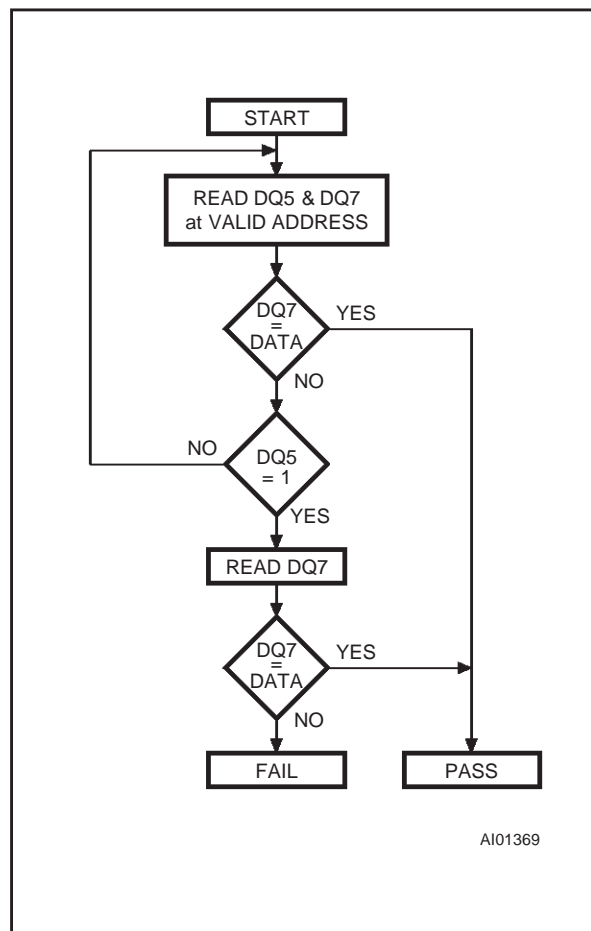 START
READ DQ5 & DQ7
at VALID ADDRESS
DQ7
=
DATA
YES
NO
DQ5
= 1
NO
YES
READ DQ7
DQ7
=
DATA
YES
NO
FAIL
PASS
AI01369